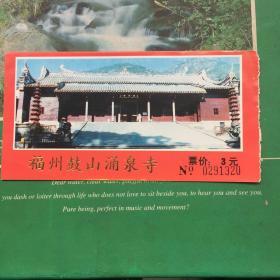 福州鼓山涌泉寺
票价: 3元
No 0291920
Dear water, clear water, playful in
you dash or loiter through life who does not love to sit beside you, to hear you and see you.
Pure being, perfect in music and movement?